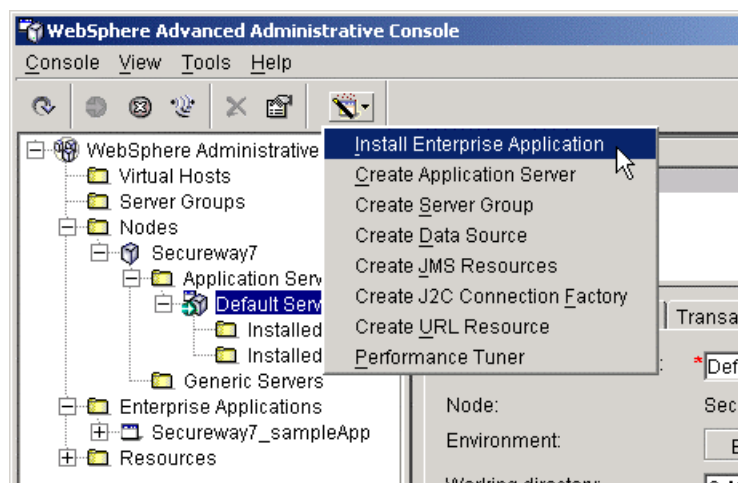 WebSphere Advanced Administrative Console
Console View Tools Help
WebSphere Administrative
Virtual Hosts
Server Groups
Nodes
Secureway7
Application Serv
Default Serv
Installed
Installed
Generic Servers
Enterprise Applications
Secureway7_sampleApp
Resources
Install Enterprise Application
Create Application Server
Create Server Group
Create Data Source
Create JMS Resources
Create J2C Connection Factory
Create URL Resource
Performance Tuner
Transa
: *Def
Node: Sec
Environment: E